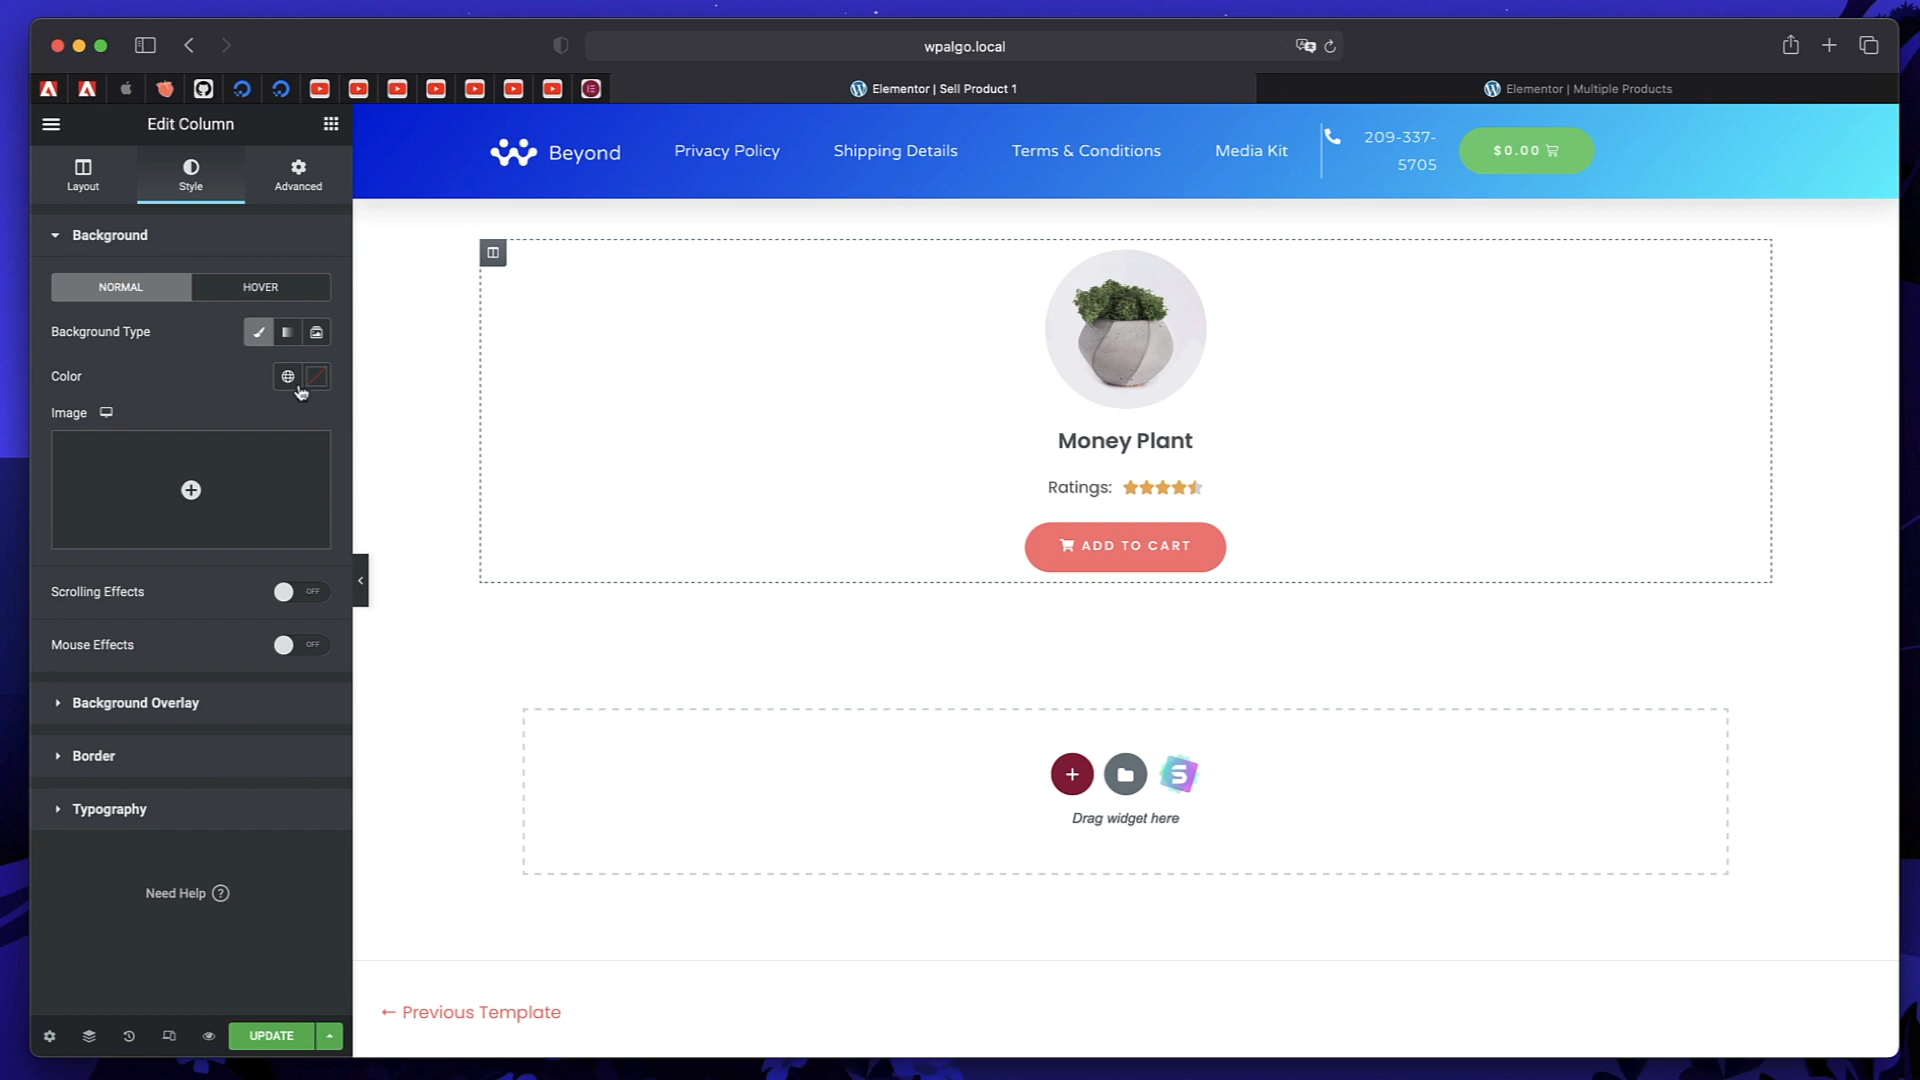 wpalgo.local
Elementor | Sell Product 1
Elementor | Multiple Products
Edit Column
Layout
Style
Advanced
Background
NORMAL
HOVER
Background Type
Color
Image
Scrolling Effects
OFF
Mouse Effects
OFF
Background Overlay
Border
Typography
Need Help
UPDATE
Beyond
Privacy Policy
Shipping Details
Terms & Conditions
Media Kit
209-337-
5705
$0.00
Money Plant
Ratings:
ADD TO CART
Drag widget here
← Previous Template